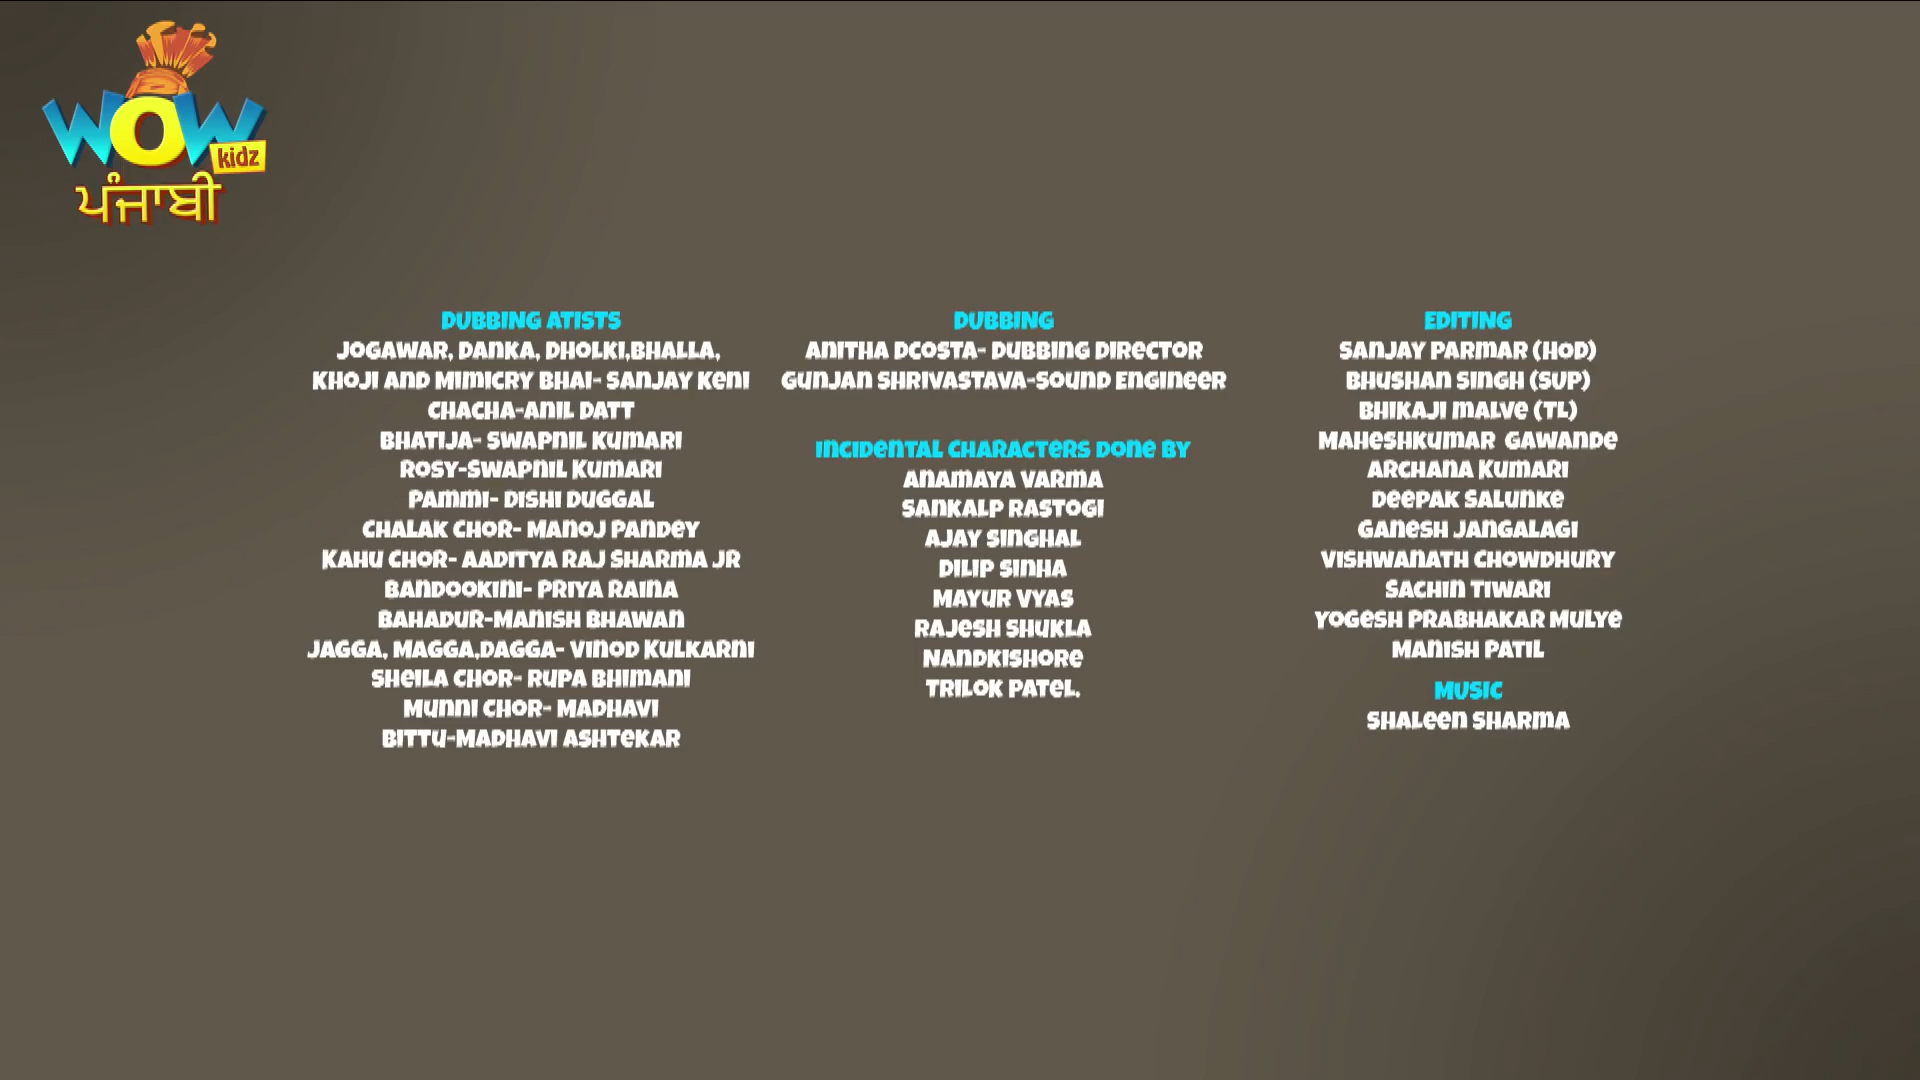 WOW
kidz
ਪੰਜਾਬੀ
DUBBING ATISTS
JOGAWAR, DANKA, DHOLKI,BHALLA,
KHOJI AND MIMICRY BHAI- SANJAY KENI
CHACHA-ANIL DATT
BHATIJA- SWAPNIL KUMARI
ROSY-SWAPNIL KUMARI
PAMMI- DISHI DUGGAL
CHALAK CHOR- MANOJ PANDEY
KAHU CHOR- AADITYA RAJ SHARMA JR
BANDOOKINI- PRIYA RAINA
BAHADUR-MANISH BHAWAN
JAGGA, MAGGA,DAGGA- VINOD KULKARNI
SHEILA CHOR- RUPA BHIMANI
MUNNI CHOR- MADHAVI
BITTU-MADHAVI ASHTEKAR
DUBBING
ANITHA DCOSTA- DUBBING DIRECTOR
GUNJAN SHRIVASTAVA-SOUND ENGINEER
INCIDENTAL CHARACTERS DONE BY
ANAMAYA VARMA
SANKALP RASTOGI
AJAY SINGHAL
DILIP SINHA
MAYUR VYAS
RAJESH SHUKLA
NANDKISHORE
TRILOK PATEL.
EDITING
SANJAY PARMAR (HOD)
BHUSHAN SINGH (SUP)
BHIKAJI MALVE (TL)
MAHESHKUMAR GAWANDE
ARCHANA KUMARI
DEEPAK SALUNKE
GANESH JANGALAGI
VISHWANATH CHOWDHURY
SACHIN TIWARI
YOGESH PRABHAKAR MULYE
MANISH PATIL
MUSIC
SHALEEN SHARMA